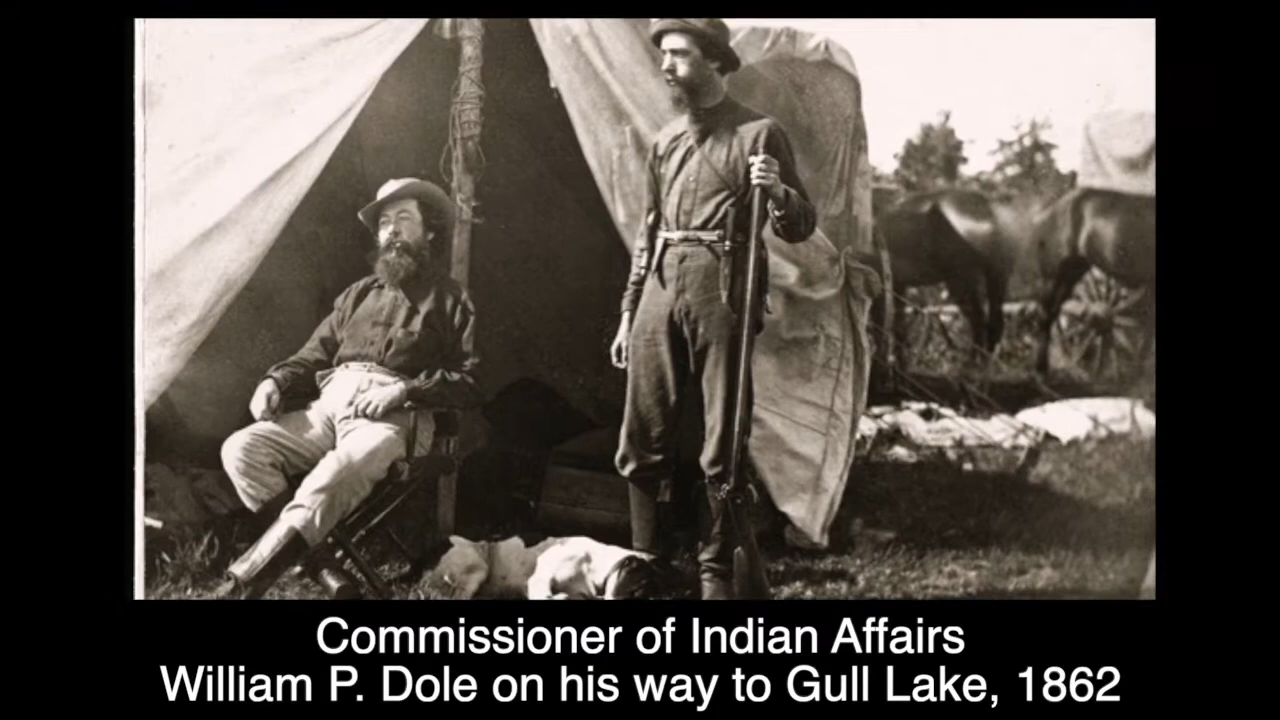 Commissioner of Indian Affairs
William P. Dole on his way to Gull Lake, 1862